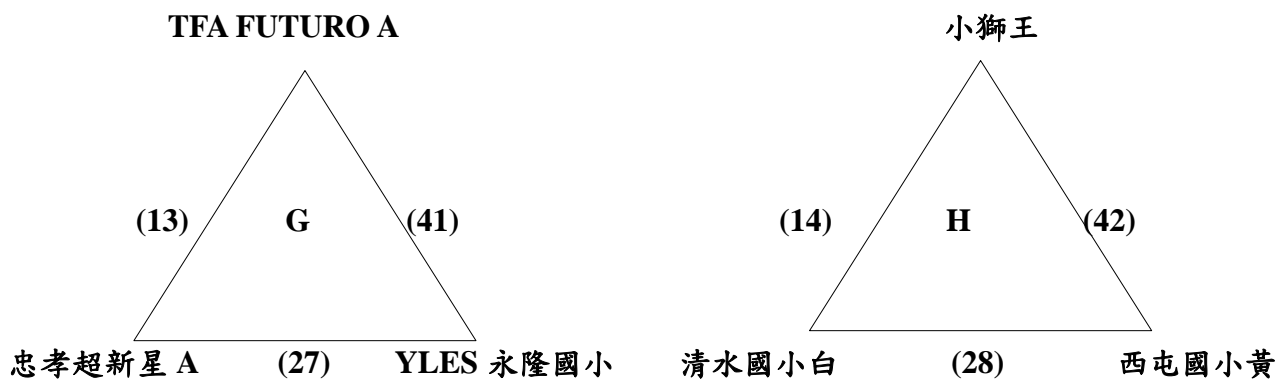 TFA FUTURO A
小獅王
(13) G (41)
(14) H (42)
忠孝超新星 A (27) YLES 永隆國小
清水國小白 (28) 西屯國小黃